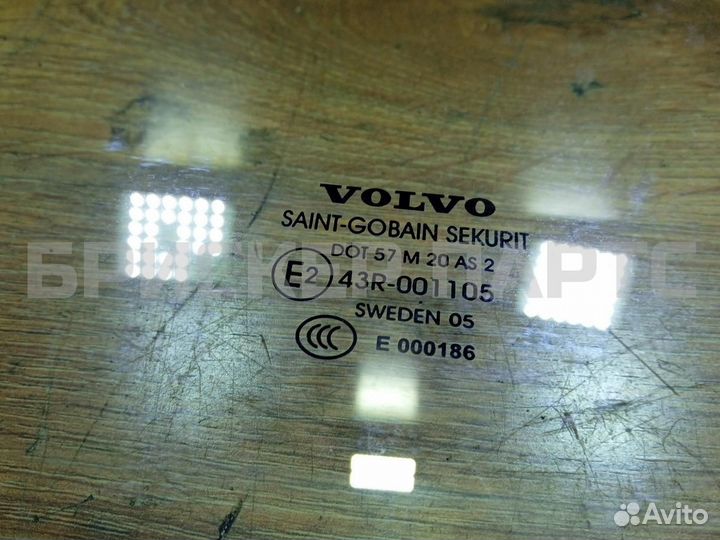 VOLVO
SAINT-GOBAIN SEKURIT
DOT 57 M 20 AS 2
E2 43R-001105
SWEDEN 05
CCC E 000186
Avito